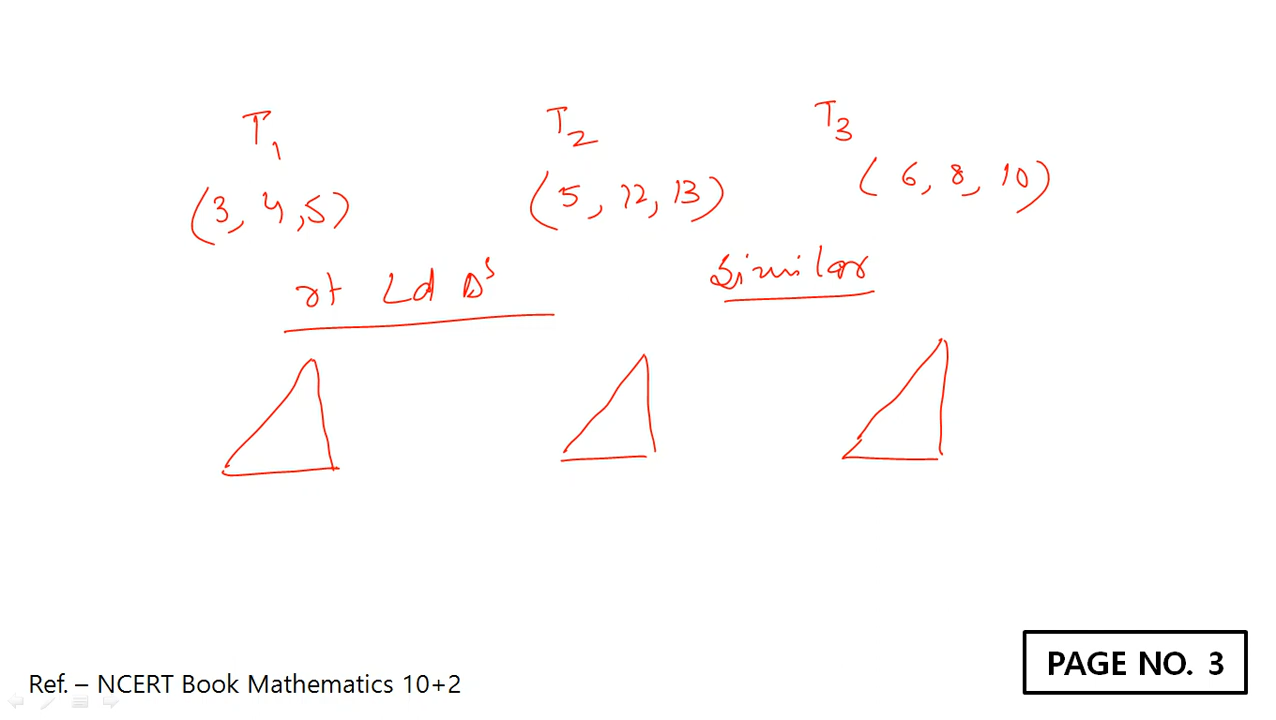 T1 T2 T3
(3, 4, 5) (5, 12, 13) (6, 8, 10)
rt ∠d Δs Similar
Ref. – NCERT Book Mathematics 10+2
PAGE NO. 3